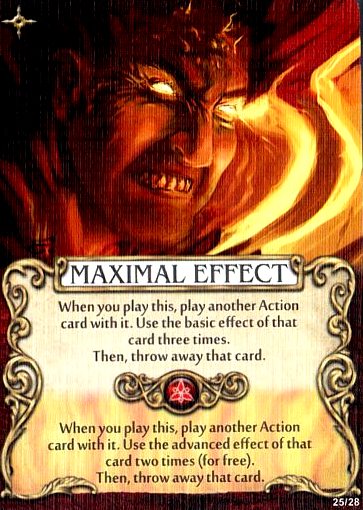 MAXIMAL EFFECT
When you play this, play another Action
card with it. Use the basic effect of that
card three times.
Then, throw away that card.
When you play this, play another Action
card with it. Use the advanced effect of that
card two times (for free).
Then, throw away that card.
25/28